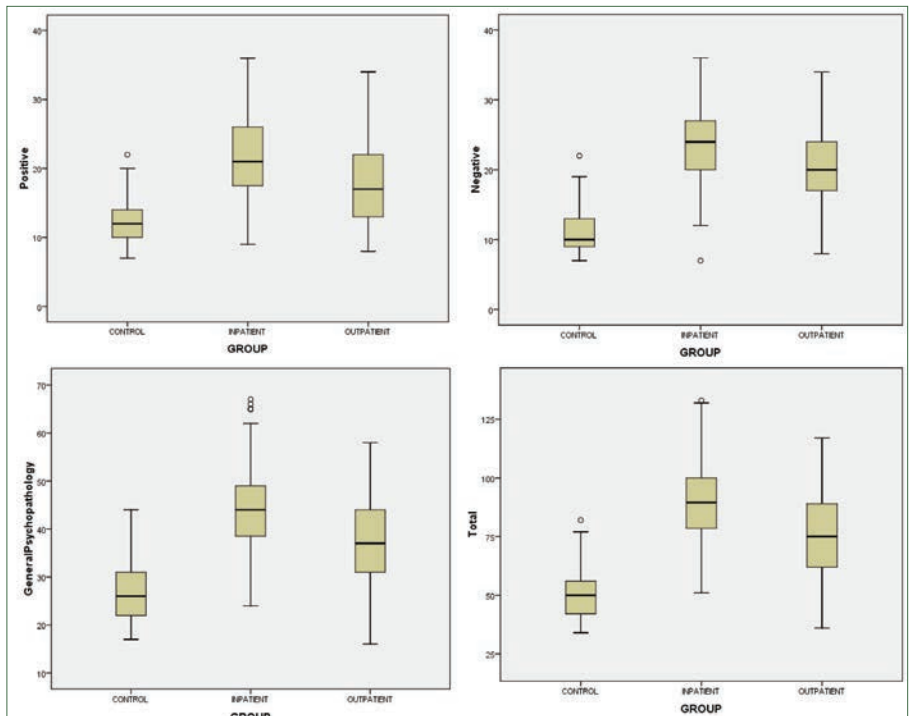 Positive
40
30
20
10
0
CONTROL INPATIENT OUTPATIENT
GROUP
Negative
40
30
20
10
0
CONTROL INPATIENT OUTPATIENT
GROUP
GeneralPsychopathology
70
60
50
40
30
20
10
CONTROL INPATIENT OUTPATIENT
GROUP
Total
125
100
75
50
25
CONTROL INPATIENT OUTPATIENT
GROUP